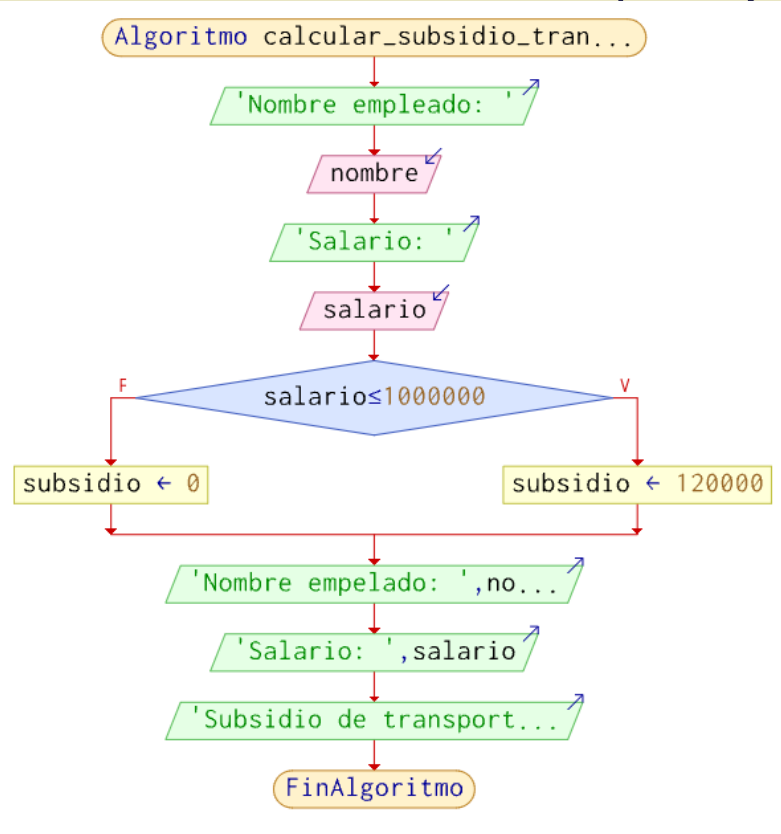 Algoritmo calcular_subsidio_tran...
'Nombre empleado: '
nombre
'Salario: '
salario
F
salario≤1000000
V
subsidio ← 0
subsidio ← 120000
'Nombre empelado: ',no...
'Salario: ',salario
'Subsidio de transport...
FinAlgoritmo